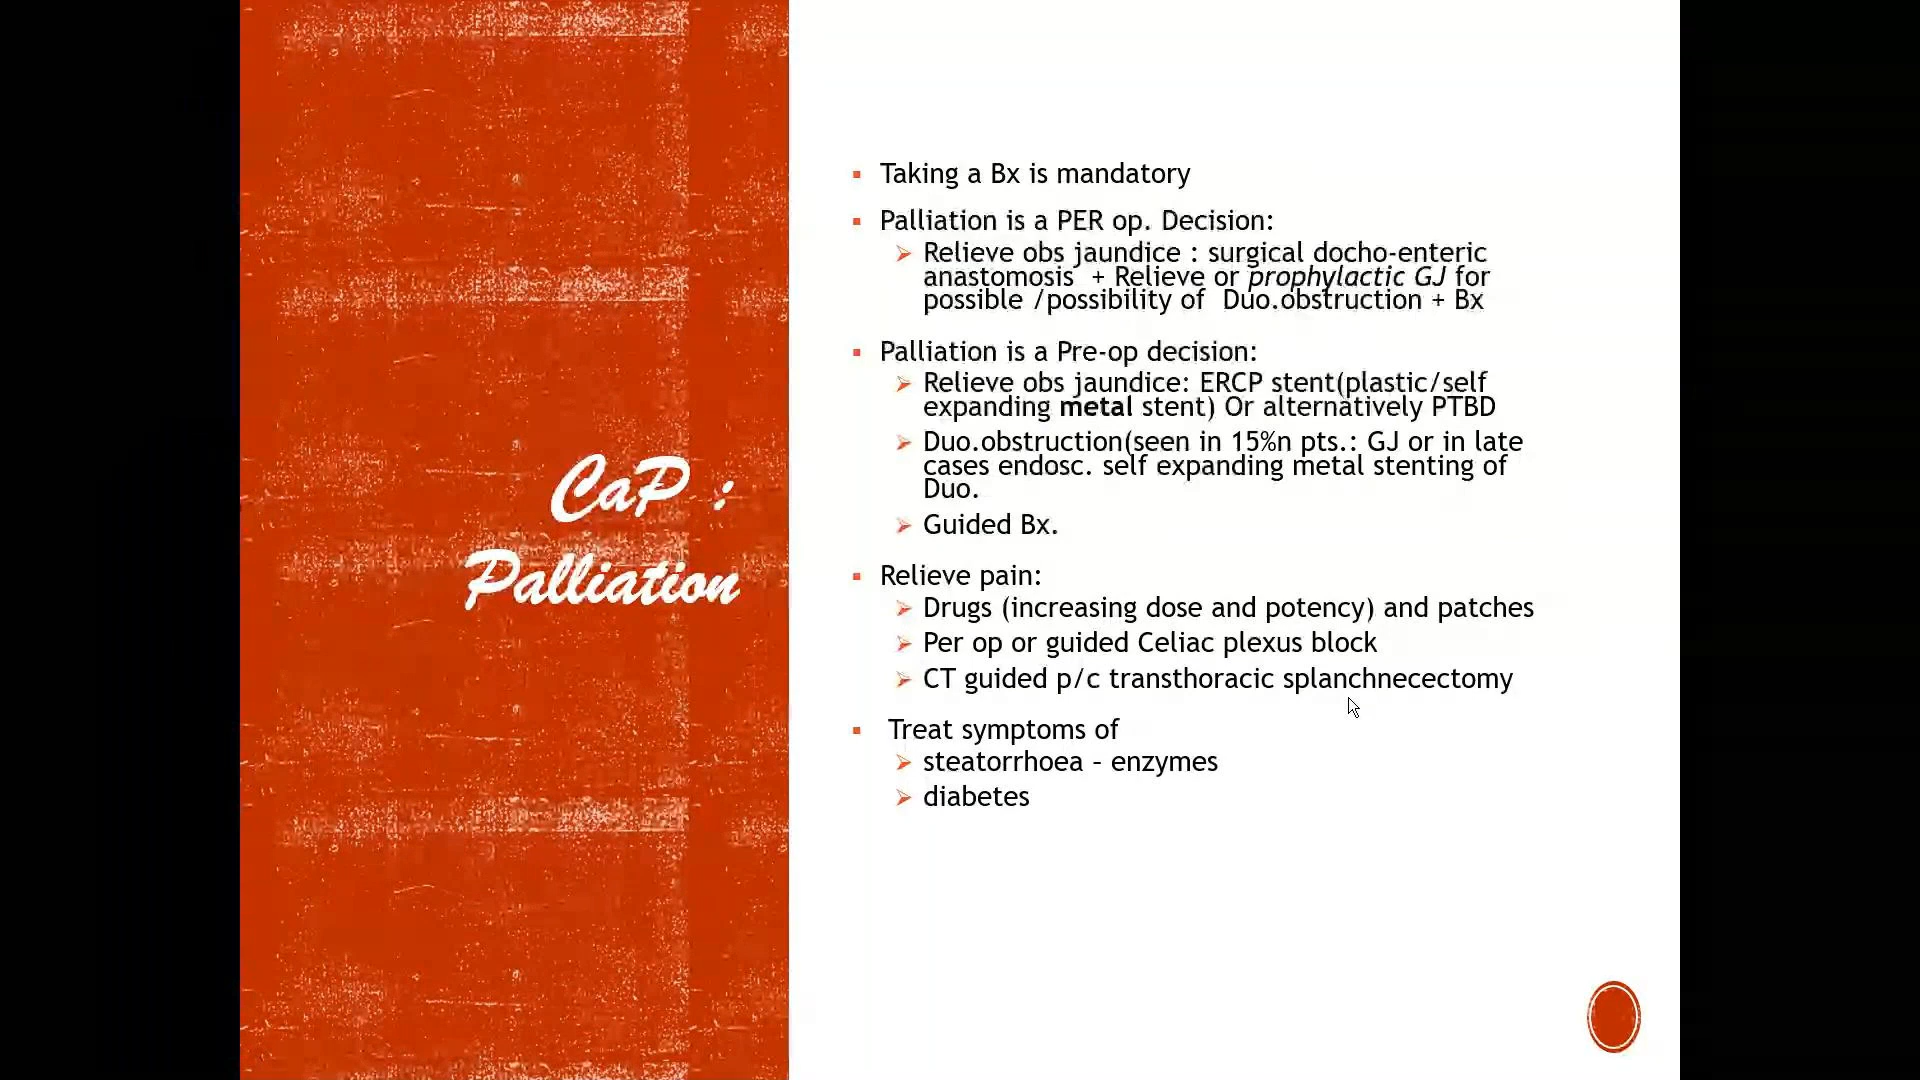 CaP :
Palliation
Taking a Bx is mandatory
Palliation is a PER op. Decision:
Relieve obs jaundice : surgical docho-enteric
anastomosis + Relieve or prophylactic GJ for
possible /possibility of Duo.obstruction + Bx
Palliation is a Pre-op decision:
Relieve obs jaundice: ERCP stent(plastic/self
expanding metal stent) Or alternatively PTBD
Duo.obstruction(seen in 15%n pts.: GJ or in late
cases endosc. self expanding metal stenting of
Duo.
Guided Bx.
Relieve pain:
Drugs (increasing dose and potency) and patches
Per op or guided Celiac plexus block
CT guided p/c transthoracic splanchnecectomy
Treat symptoms of
steatorrhoea – enzymes
diabetes